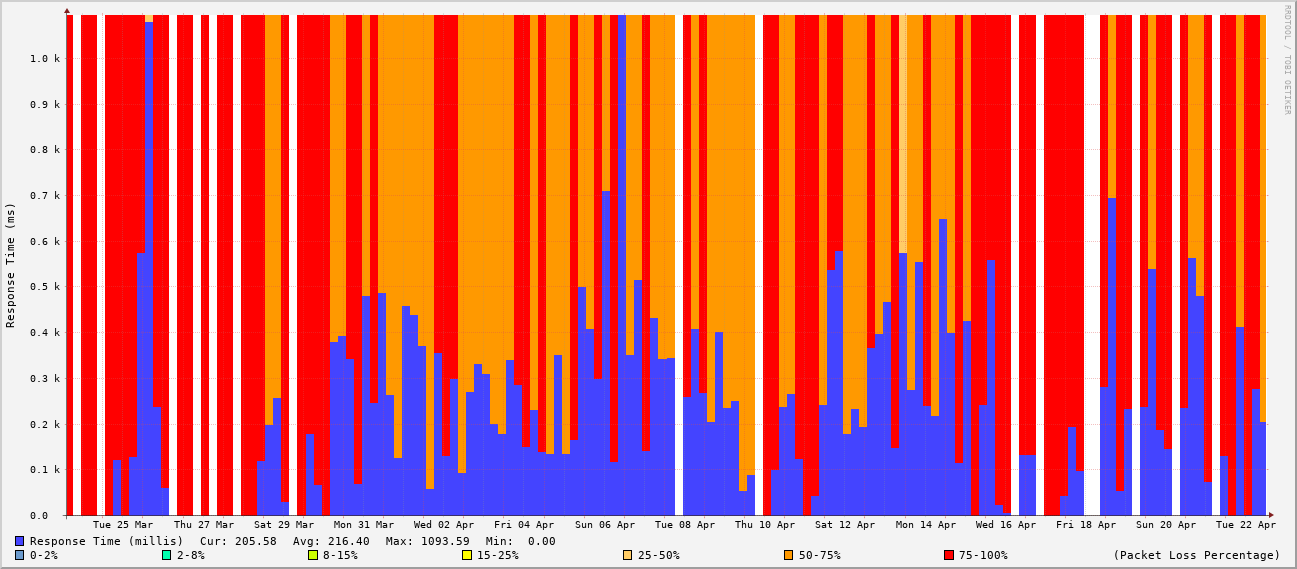 RRDTOOL / TOBI OETIKER
Response Time (ms)
1.0 k
0.9 k
0.8 k
0.7 k
0.6 k
0.5 k
0.4 k
0.3 k
0.2 k
0.1 k
0.0
Tue 25 Mar Thu 27 Mar Sat 29 Mar Mon 31 Mar Wed 02 Apr Fri 04 Apr Sun 06 Apr Tue 08 Apr Thu 10 Apr Sat 12 Apr Mon 14 Apr Wed 16 Apr Fri 18 Apr Sun 20 Apr Tue 22 Apr
Response Time (millis) Cur: 205.58 Avg: 216.40 Max: 1093.59 Min: 0.00
0-2% 2-8% 8-15% 15-25% 25-50% 50-75% 75-100% (Packet Loss Percentage)